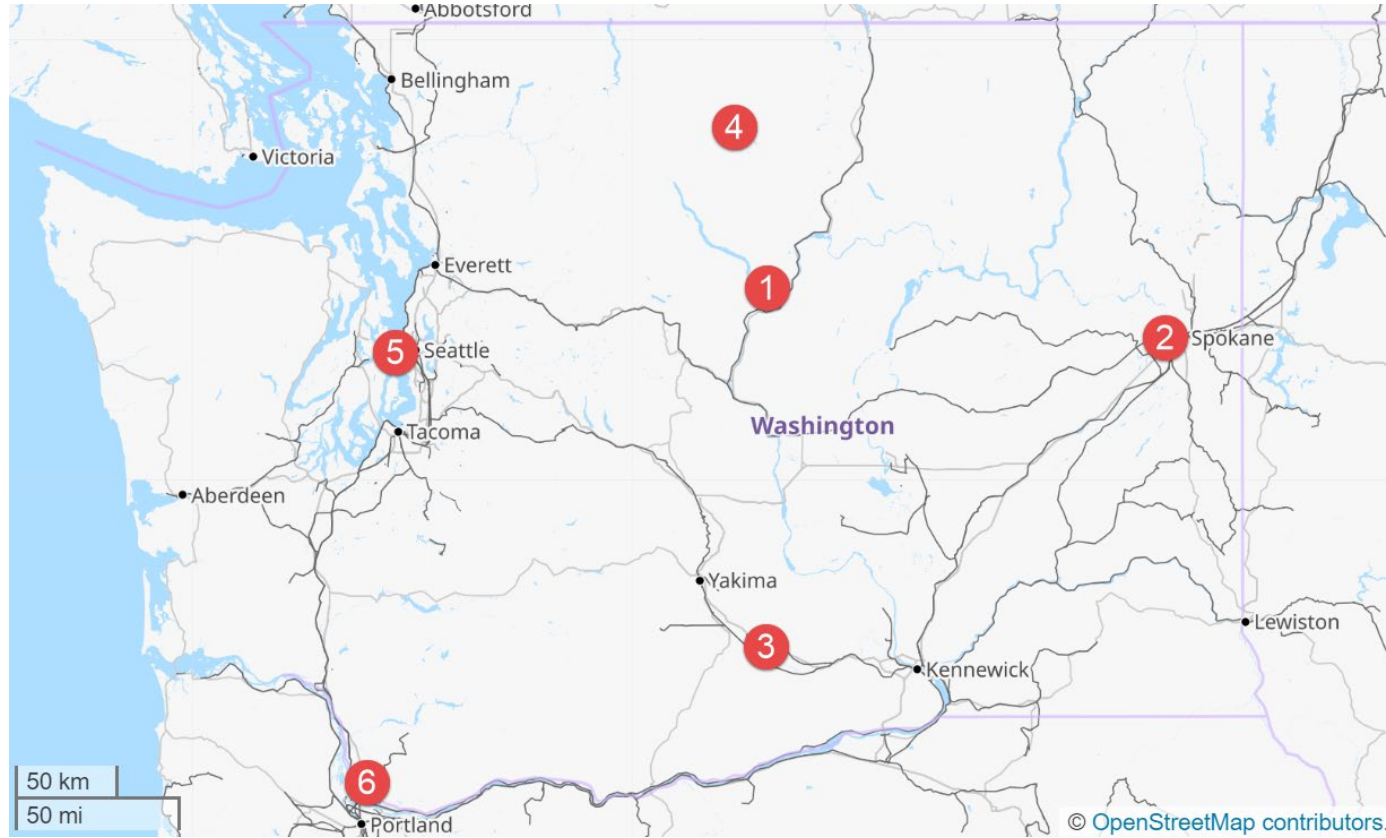 Abbotsford
Bellingham
4
Victoria
Everett
1
5
Seattle
2
Spokane
Washington
Tacoma
Aberdeen
Yakima
Lewiston
3
Kennewick
50 km
6
50 mi
Portland
© OpenStreetMap contributors